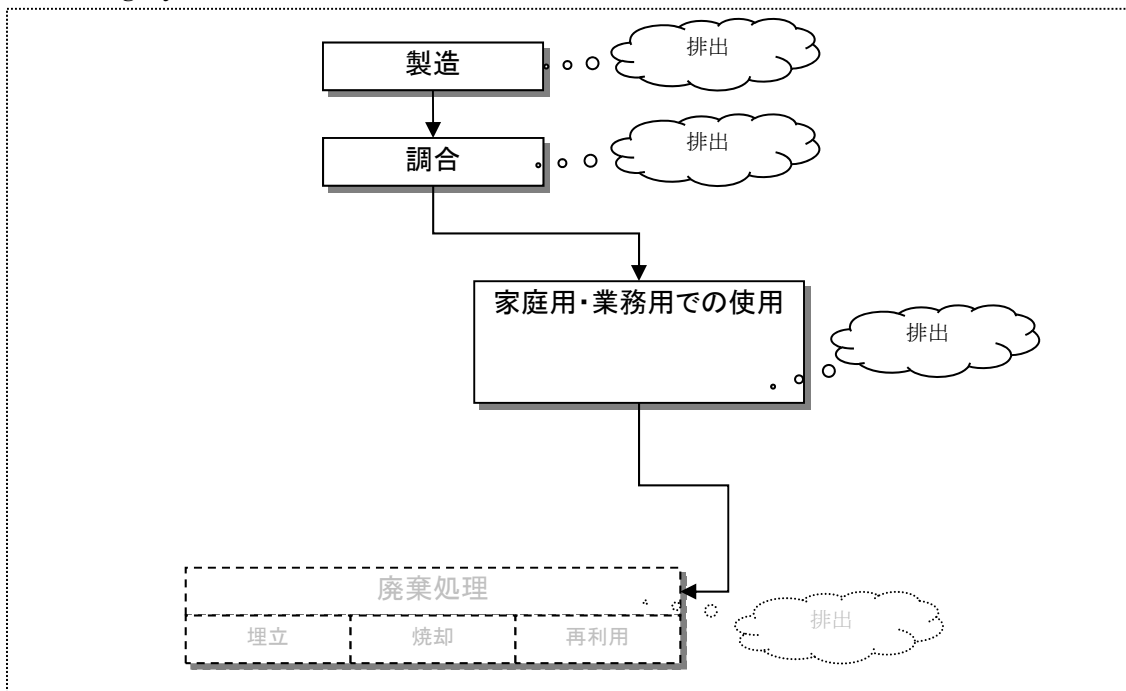 製造
排出
調合
排出
家庭用・業務用での使用
排出
廃棄処理
埋立
焼却
再利用
排出